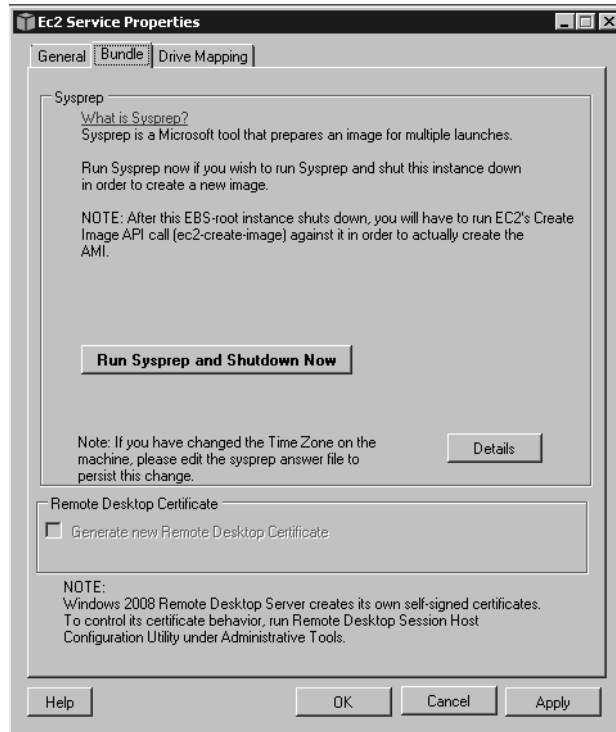 Ec2 Service Properties
General Bundle Drive Mapping
Sysprep
What is Sysprep?
Sysprep is a Microsoft tool that prepares an image for multiple launches.
Run Sysprep now if you wish to run Sysprep and shut this instance down
in order to create a new image.
NOTE: After this EBS-root instance shuts down, you will have to run EC2's Create
Image API call (ec2-create-image) against it in order to actually create the
AMI.
Run Sysprep and Shutdown Now
Note: If you have changed the Time Zone on the
machine, please edit the sysprep answer file to
persist this change.
Details
Remote Desktop Certificate
Generate new Remote Desktop Certificate
NOTE:
Windows 2008 Remote Desktop Server creates its own self-signed certificates.
To control its certificate behavior, run Remote Desktop Session Host
Configuration Utility under Administrative Tools.
Help OK Cancel Apply